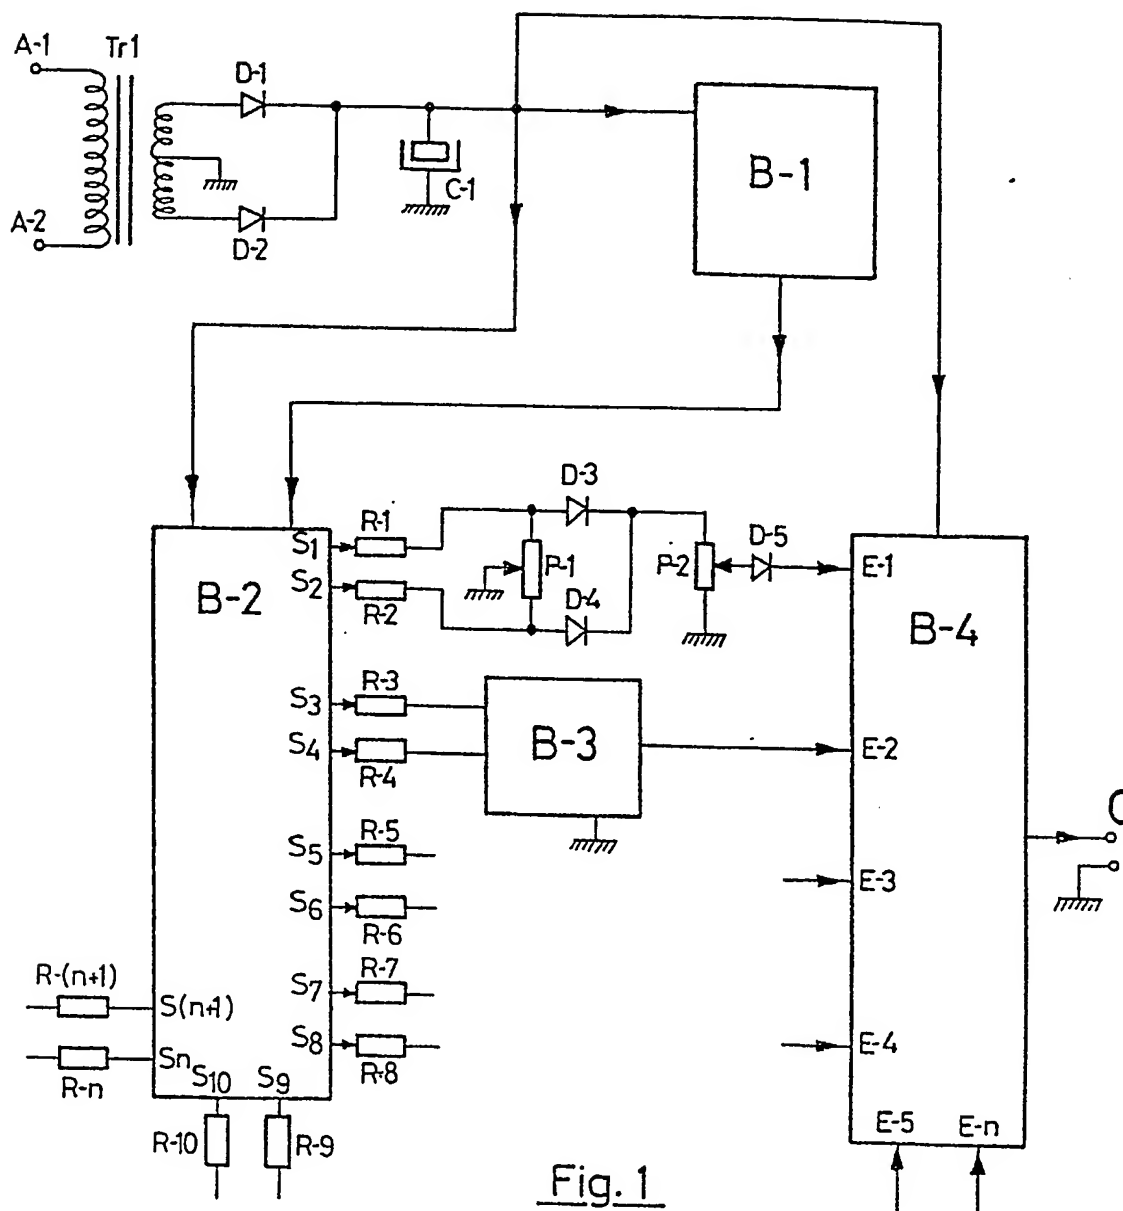 A-1
Tr1
D-1
A-2
D-2
C-1
B-1
B-2
S1
R-1
S2
R-2
P-1
D-3
D-4
P-2
D-5
E-1
B-4
S3
R-3
S4
R-4
B-3
E-2
S5
R-5
S6
R-6
E-3
S7
R-7
S8
R-8
E-4
R-(n+1)
S(n+1)
R-n
Sn
S10
S9
R-10
R-9
E-5
E-n
Fig. 1